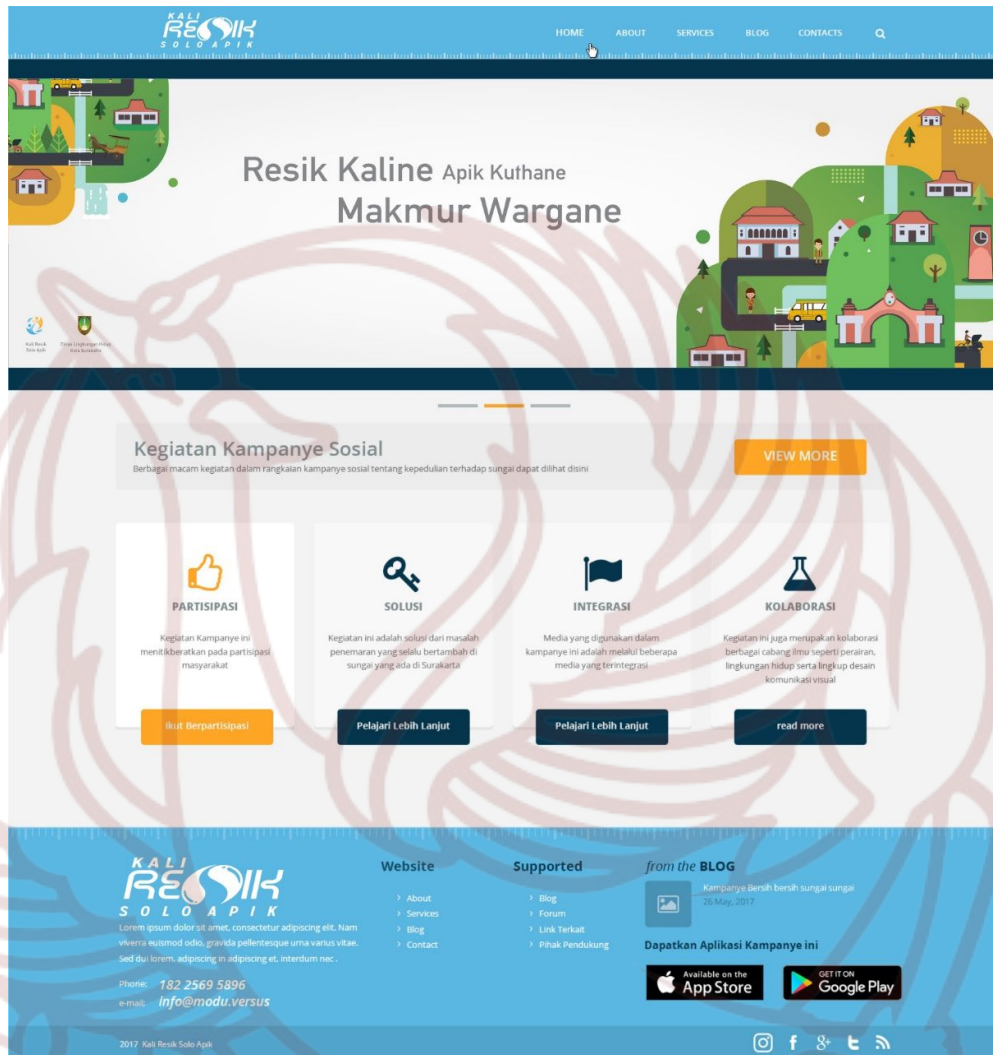 KALI
RESIK
SOLO APIK
HOME ABOUT SERVICES BLOG CONTACTS
Resik Kaline Apik Kuthane
Makmur Wargane
Kali Resik
Solo Apik
Dinas Lingkungan Hidup
Kota Surakarta
Kegiatan Kampanye Sosial
Berbagai macam kegiatan dalam rangkaian kampanye sosial tentang kepedulian terhadap sungai dapat dilihat disini
VIEW MORE
PARTISIPASI
Kegiatan Kampanye ini
menitikberatkan pada partisipasi
masyarakat
Ikut Berpartisipasi
SOLUSI
Kegiatan ini adalah solusi dari masalah
penemaran yang selalu bertambah di
sungai yang ada di Surakarta
Pelajari Lebih Lanjut
INTEGRASI
Media yang digunakan dalam
kampanye ini adalah melalui beberapa
media yang terintegrasi
Pelajari Lebih Lanjut
KOLABORASI
Kegiatan ini juga merupakan kolaborasi
berbagai cabang ilmu seperti perairan,
lingkungan hidup serta lingkup desain
komunikasi visual
read more
KALI
RESIK
SOLO APIK
Lorem ipsum dolor sit amet, consectetur adipiscing elit. Nam
viverra euismod odio, gravida pellentesque urna varius vitae.
Sed dui lorem, adipiscing in adipiscing et, interdum nec .
Phone: 182 2569 5896
e-mail: info@modu.versus
Website
About
Services
Blog
Contact
Supported
Blog
Forum
Link Terkait
Pihak Pendukung
from the BLOG
Kampanye Bersih bersih sungai sungai
26 May, 2017
Dapatkan Aplikasi Kampanye ini
Available on the
App Store
GET IT ON
Google Play
2017 Kali Resik Solo Apik